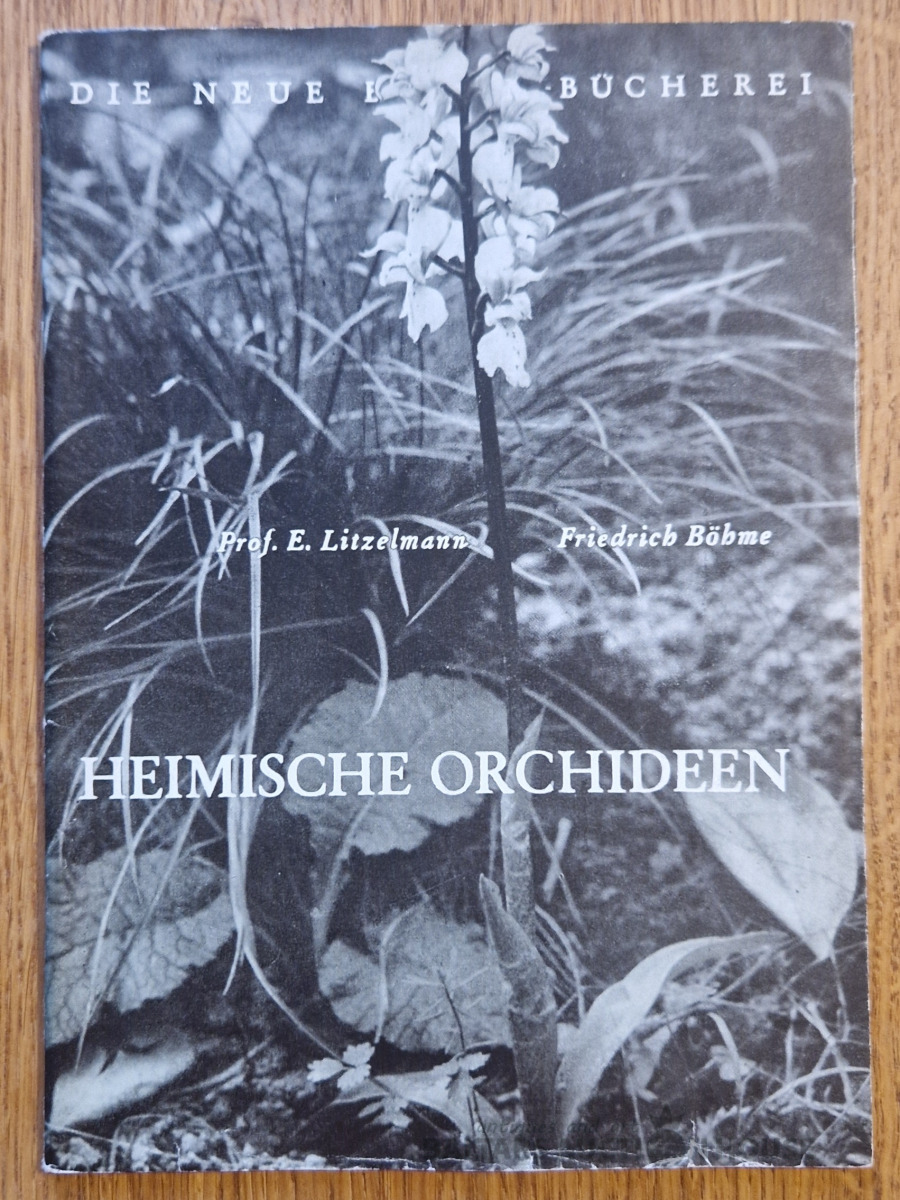 DIE NEUE BÜCHEREI
Prof. E. Litzelmann Friedrich Böhme
HEIMISCHE ORCHIDEEN